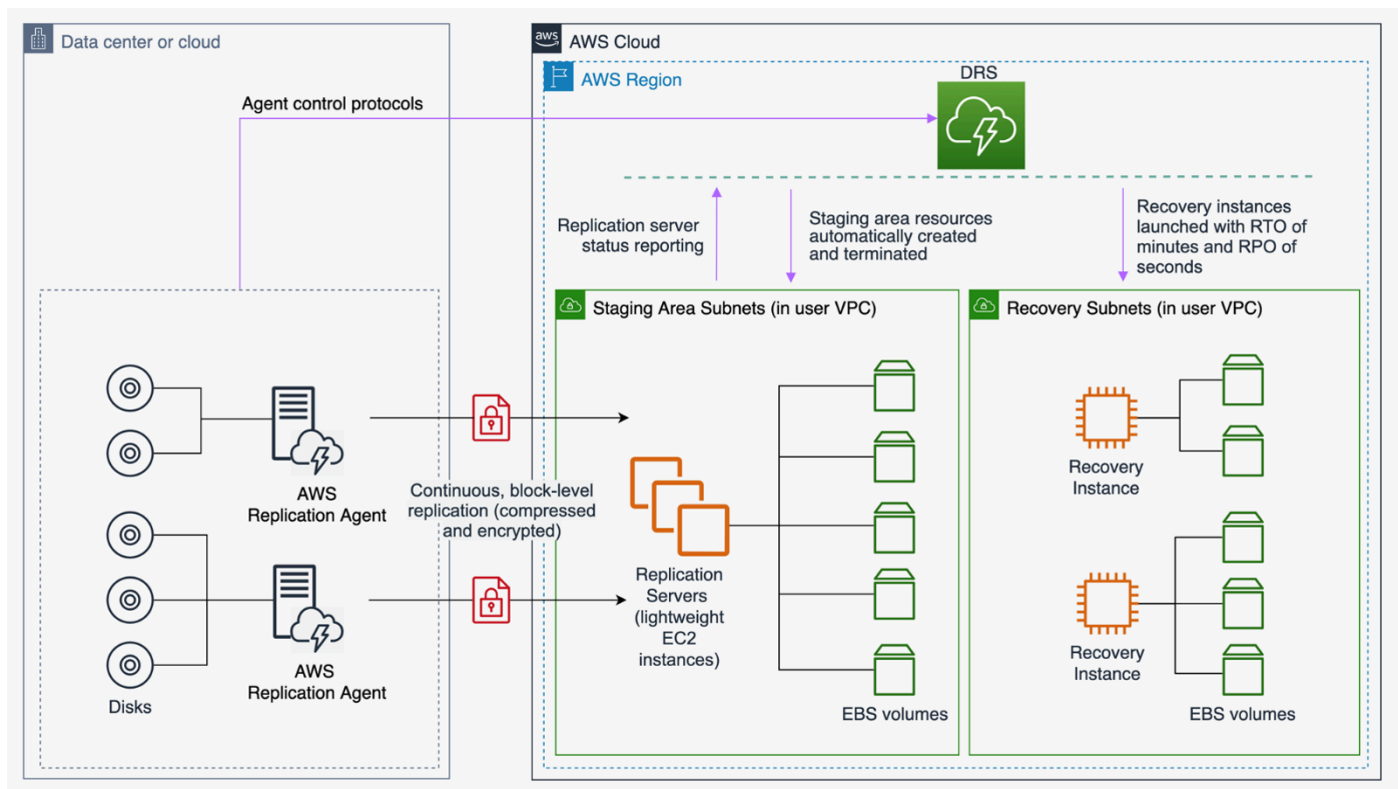 Data center or cloud
aws
AWS Cloud
AWS Region
DRS
Agent control protocols
Replication server
status reporting
Staging area resources
automatically created
and terminated
Recovery instances
launched with RTO of
minutes and RPO of
seconds
Staging Area Subnets (in user VPC)
Recovery Subnets (in user VPC)
AWS
Replication Agent
Continuous, block-level
replication (compressed
and encrypted)
Recovery
Instance
Replication
Servers
(lightweight
EC2
instances)
AWS
Replication Agent
Recovery
Instance
Disks
EBS volumes
EBS volumes